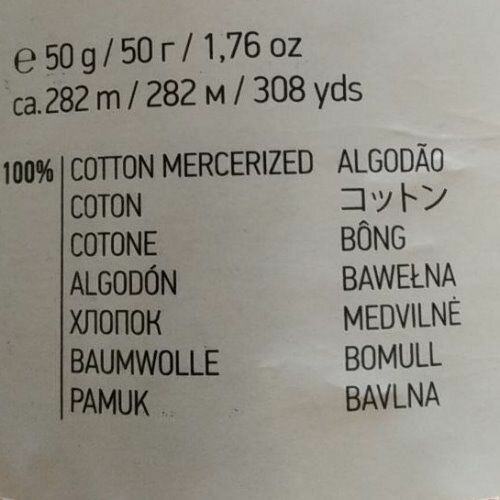 ℮ 50 g / 50 г / 1,76 oz
ca. 282 m / 282 м / 308 yds
100% COTTON MERCERIZED ALGODÃO
COTON コットン
COTONE BÔNG
ALGODÓN BAWEŁNA
ХЛОПОК MEDVILNĖ
BAUMWOLLE BOMULL
PAMUK BAVLNA